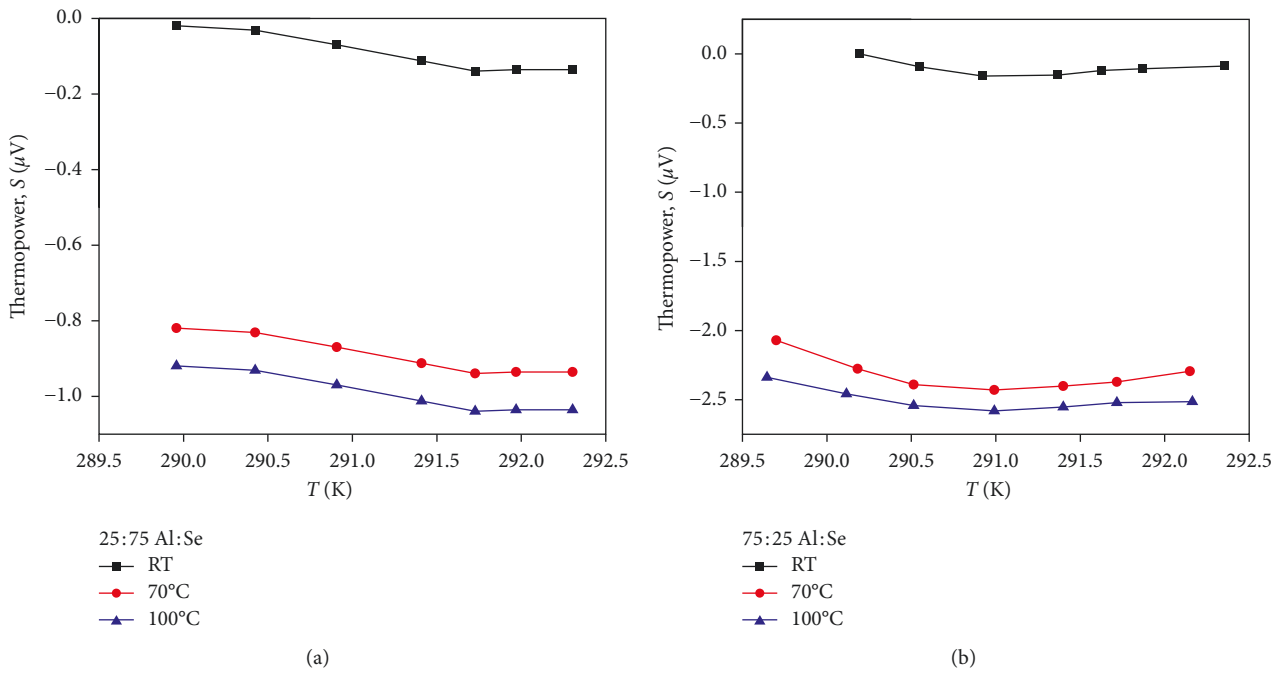 0.0
−0.2
−0.4
−0.6
−0.8
−1.0
Thermopower, S (μV)
289.5 290.0 290.5 291.0 291.5 292.0 292.5
T (K)
25:75 Al:Se
RT
70°C
100°C
(a)
0.0
−0.5
−1.0
−1.5
−2.0
−2.5
Thermopower, S (μV)
289.5 290.0 290.5 291.0 291.5 292.0 292.5
T (K)
75:25 Al:Se
RT
70°C
100°C
(b)